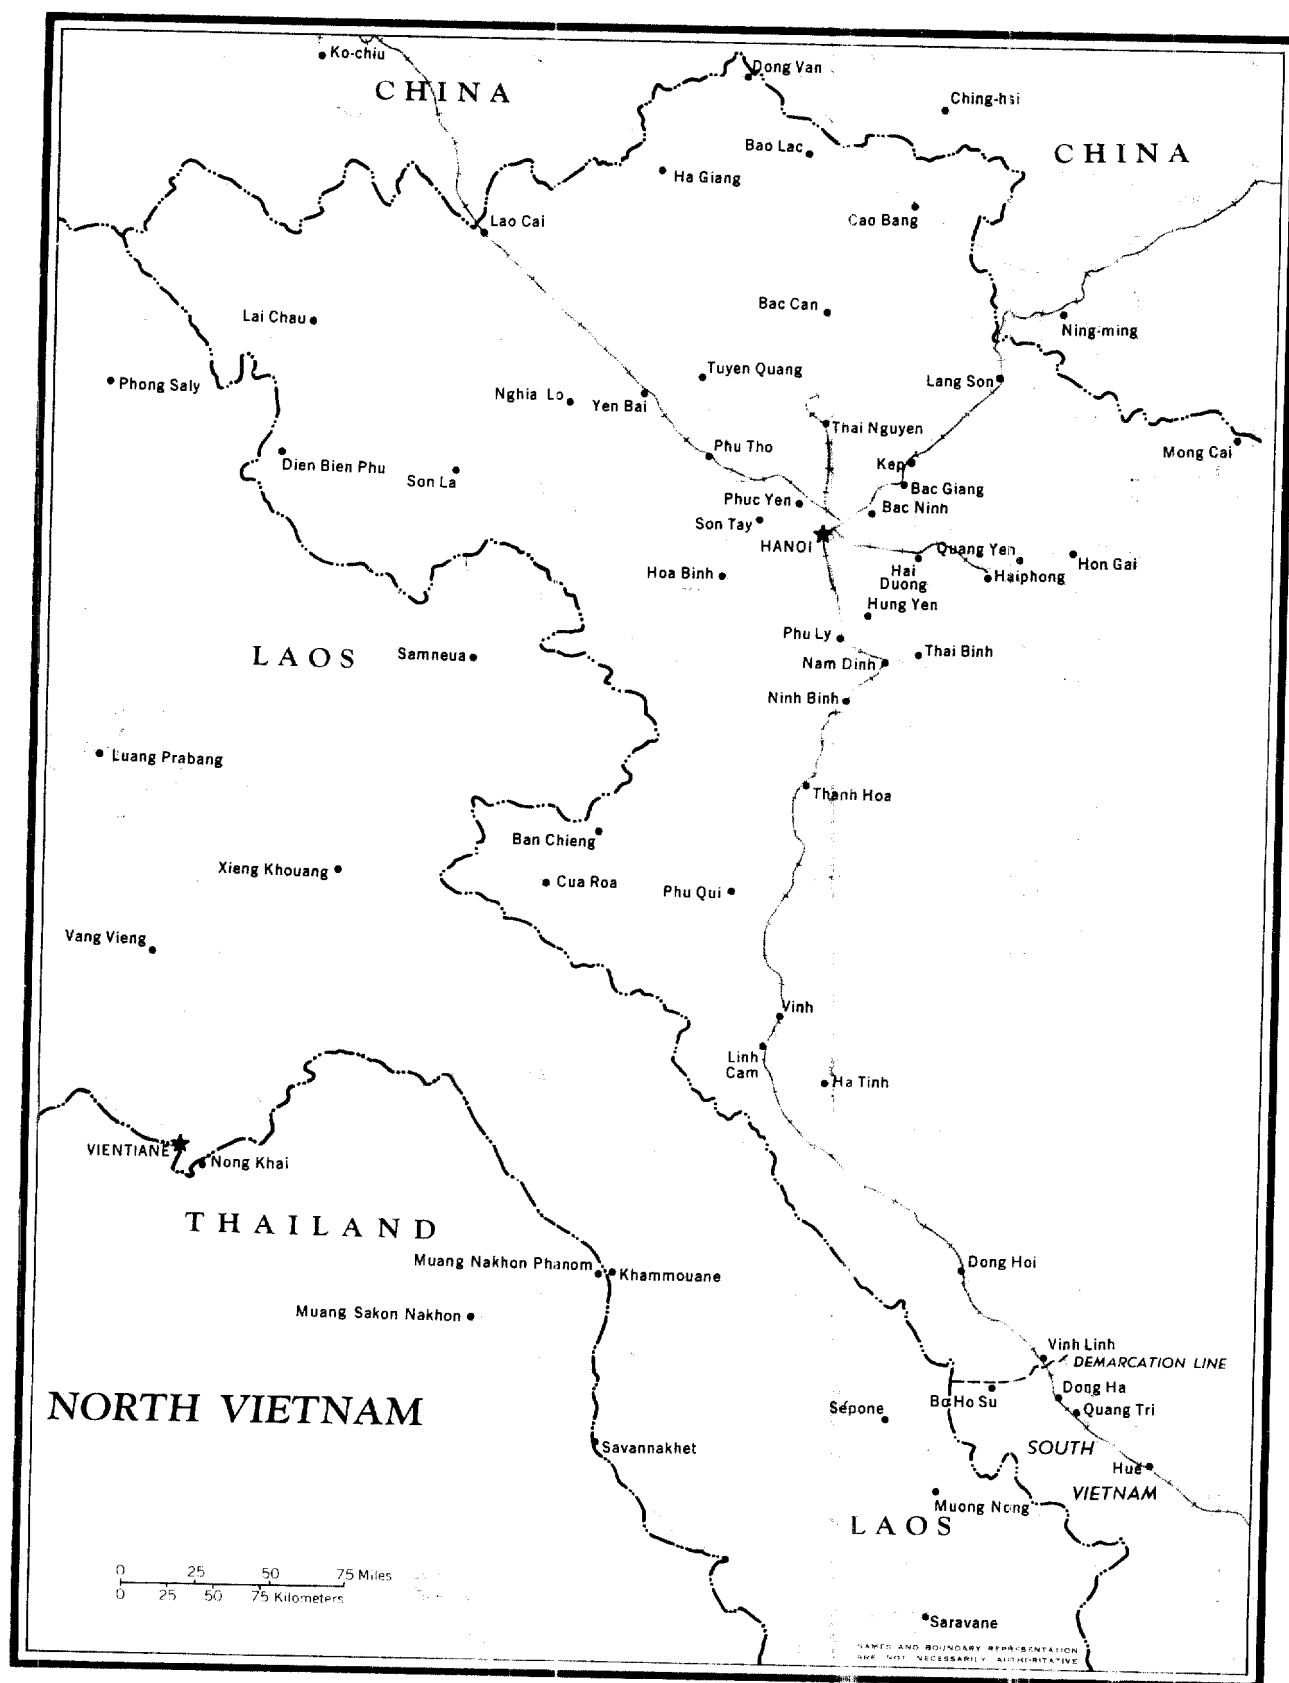 Ko-chiu
CHINA
Dong Van
Ching-hsi
Bao Lac
CHINA
Ha Giang
Cao Bang
Lao Cai
Bac Can
Lai Chau
Ning-ming
Tuyen Quang
Phong Saly
Lang Son
Nghia Lo
Yen Bai
Thai Nguyen
Phu Tho
Mong Cai
Dien Bien Phu
Kep
Son La
Bac Giang
Phuc Yen
Bac Ninh
Son Tay
HANOI
Quang Yen
Hon Gai
Hoa Binh
Hai
Duong
Haiphong
Hung Yen
Phu Ly
LAOS
Samneua
Thai Binh
Nam Dinh
Ninh Binh
Luang Prabang
Thanh Hoa
Ban Chieng
Xieng Khouang
Cua Roa
Phu Qui
Vang Vieng
Vinh
Linh
Cam
Ha Tinh
VIENTIANE
Nong Khai
THAILAND
Muang Nakhon Phanom
Khammouane
Dong Hoi
Muang Sakon Nakhon
Vinh Linh
DEMARCATION LINE
NORTH VIETNAM
Dong Ha
Bo Ho Su
Quang Tri
Sepone
SOUTH
VIETNAM
Savannakhet
Hue
Muong Nong
LAOS
0 25 50 75 Miles
0 25 50 75 Kilometers
Saravane
NAMES AND BOUNDARY REPRESENTATION
ARE NOT NECESSARILY AUTHORITATIVE